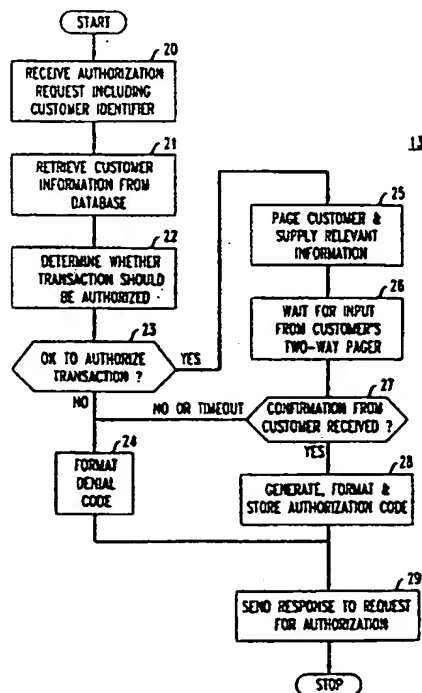 START
20
RECEIVE AUTHORIZATION
REQUEST INCLUDING
CUSTOMER IDENTIFIER
21
RETRIEVE CUSTOMER
INFORMATION FROM
DATABASE
22
DETERMINE WHETHER
TRANSACTION SHOULD
BE AUTHORIZED
23
OK TO AUTHORIZE
TRANSACTION ?
YES
NO
24
FORMAT
DENIAL
CODE
13
25
PAGE CUSTOMER &
SUPPLY RELEVANT
INFORMATION
26
WAIT FOR INPUT
FROM CUSTOMER'S
TWO-WAY PAGER
27
CONFIRMATION FROM
CUSTOMER RECEIVED ?
NO OR TIMEOUT
YES
28
GENERATE, FORMAT &
STORE AUTHORIZATION CODE
29
SEND RESPONSE TO REQUEST
FOR AUTHORIZATION
STOP